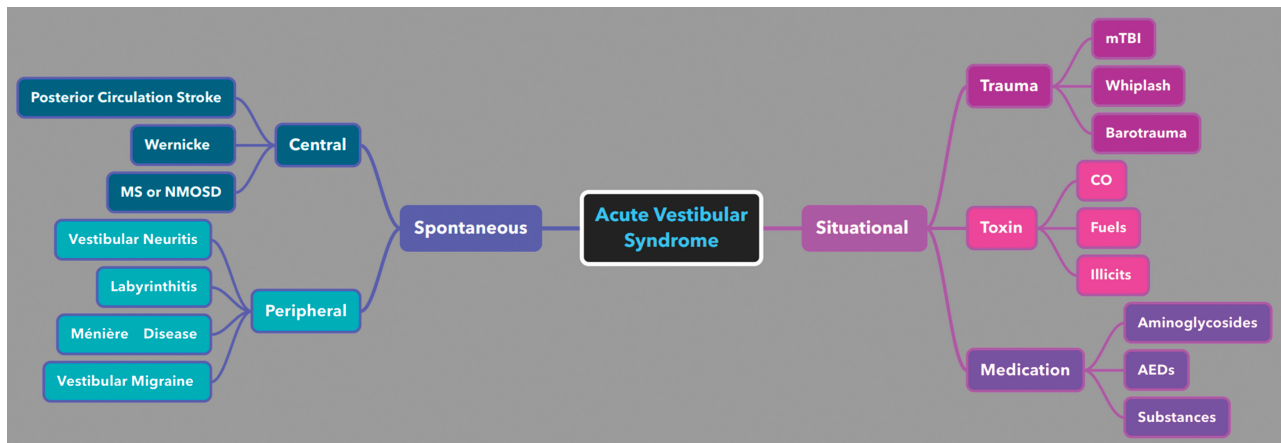 Acute Vestibular
Syndrome
Spontaneous
Central
Posterior Circulation Stroke
Wernicke
MS or NMOSD
Peripheral
Vestibular Neuritis
Labyrinthitis
Ménière Disease
Vestibular Migraine
Situational
Trauma
mTBI
Whiplash
Barotrauma
Toxin
CO
Fuels
Illicits
Medication
Aminoglycosides
AEDs
Substances